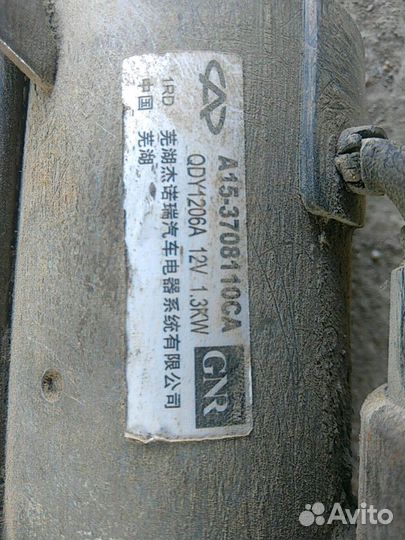 A15-3708110CA
QDY1206A 12V 1.3KW
GNR
芜湖杰诺瑞汽车电器系统有限公司
1RD
中国 芜湖
Avito